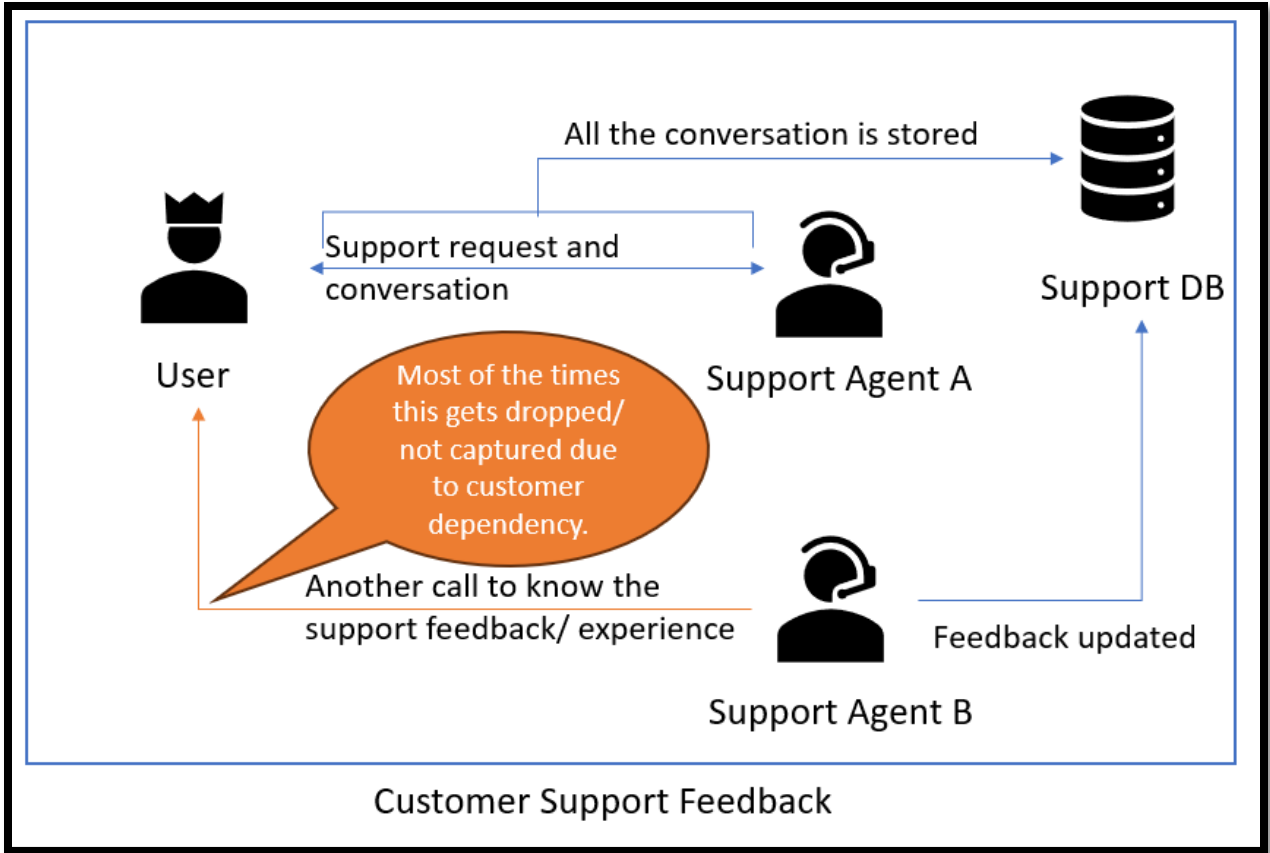 All the conversation is stored
Support request and
conversation
Support DB
User
Support Agent A
Most of the times
this gets dropped/
not captured due
to customer
dependency.
Another call to know the
support feedback/ experience
Feedback updated
Support Agent B
Customer Support Feedback